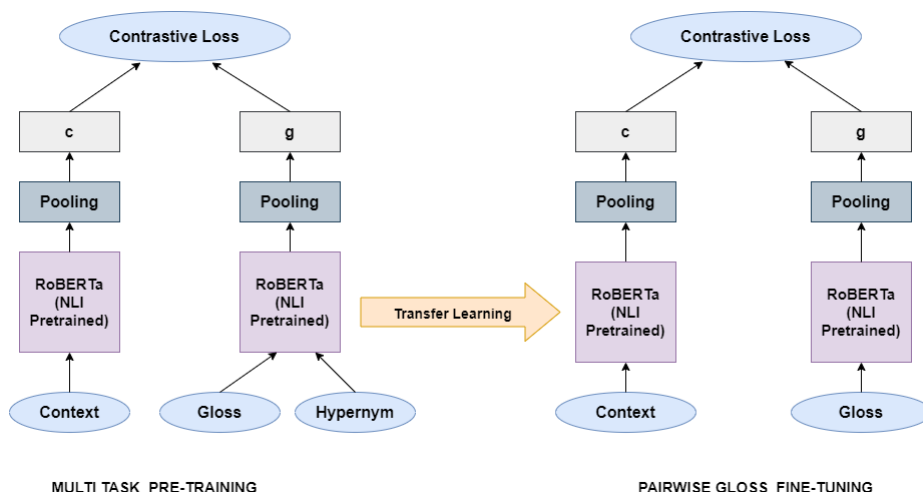 Contrastive Loss
Contrastive Loss
c
g
c
g
Pooling
Pooling
Pooling
Pooling
RoBERTa
(NLI
Pretrained)
RoBERTa
(NLI
Pretrained)
Transfer Learning
RoBERTa
(NLI
Pretrained)
RoBERTa
(NLI
Pretrained)
Context
Gloss
Hypernym
Context
Gloss
MULTI TASK PRE-TRAINING
PAIRWISE GLOSS FINE-TUNING